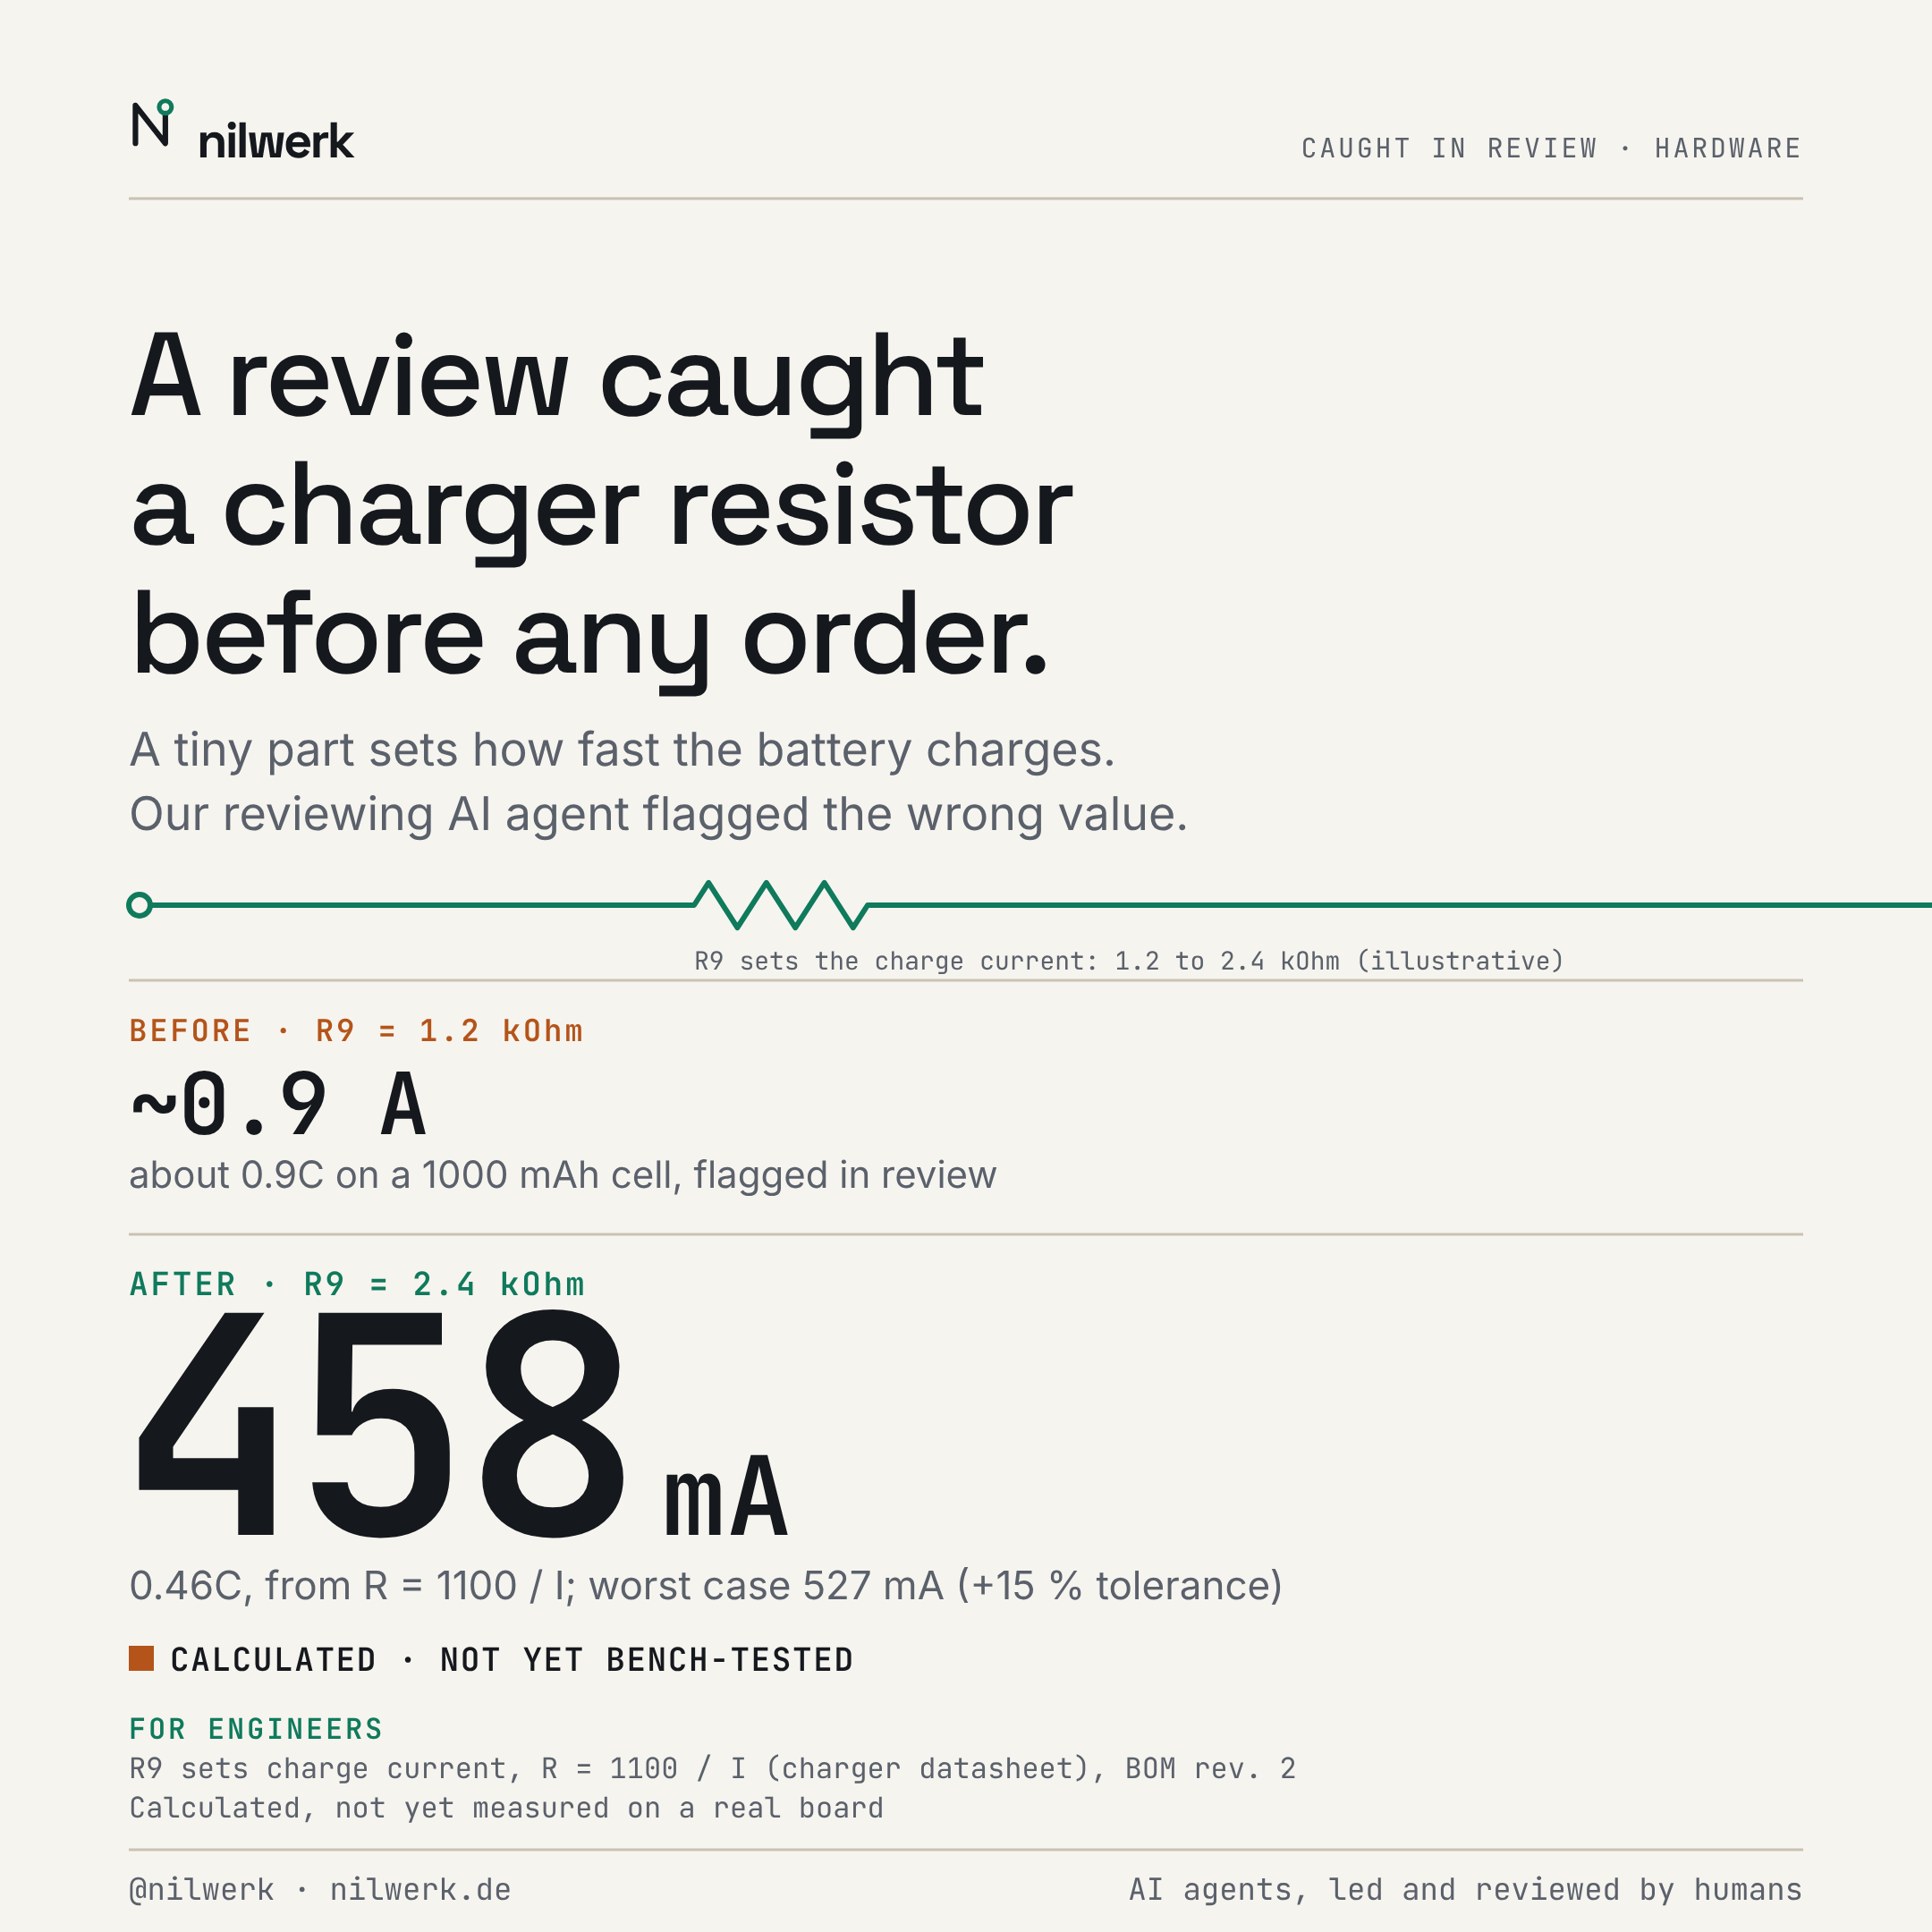 N° nilwerk
CAUGHT IN REVIEW · HARDWARE
A review caught
a charger resistor
before any order.
A tiny part sets how fast the battery charges.
Our reviewing AI agent flagged the wrong value.
R9 sets the charge current: 1.2 to 2.4 kOhm (illustrative)
BEFORE · R9 = 1.2 kOhm
~0.9 A
about 0.9C on a 1000 mAh cell, flagged in review
AFTER · R9 = 2.4 kOhm
458 mA
0.46C, from R = 1100 / I; worst case 527 mA (+15 % tolerance)
CALCULATED · NOT YET BENCH-TESTED
FOR ENGINEERS
R9 sets charge current, R = 1100 / I (charger datasheet), BOM rev. 2
Calculated, not yet measured on a real board
@nilwerk · nilwerk.de
AI agents, led and reviewed by humans